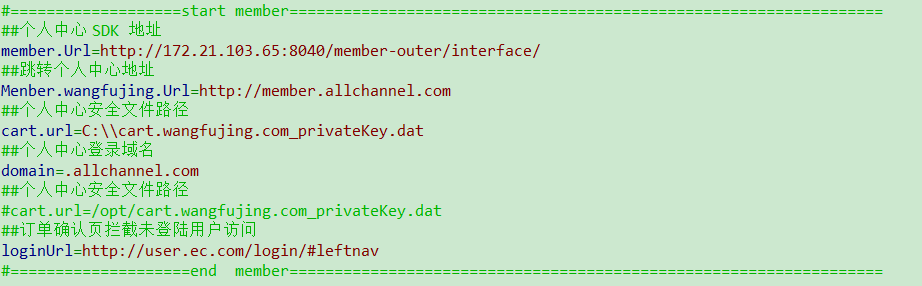 #===================start member==================================================================
##个人中心SDK 地址
member.Url=http://172.21.103.65:8040/member-outer/interface/
##跳转个人中心地址
Menber.wangfujing.Url=http://member.allchannel.com
##个人中心安全文件路径
cart.url=C:\\cart.wangfujing.com_privateKey.dat
##个人中心登录域名
domain=.allchannel.com
##个人中心安全文件路径
#cart.url=/opt/cart.wangfujing.com_privateKey.dat
##订单确认页拦截未登陆用户访问
loginUrl=http://user.ec.com/login/#leftnav
#====================end  member==================================================================